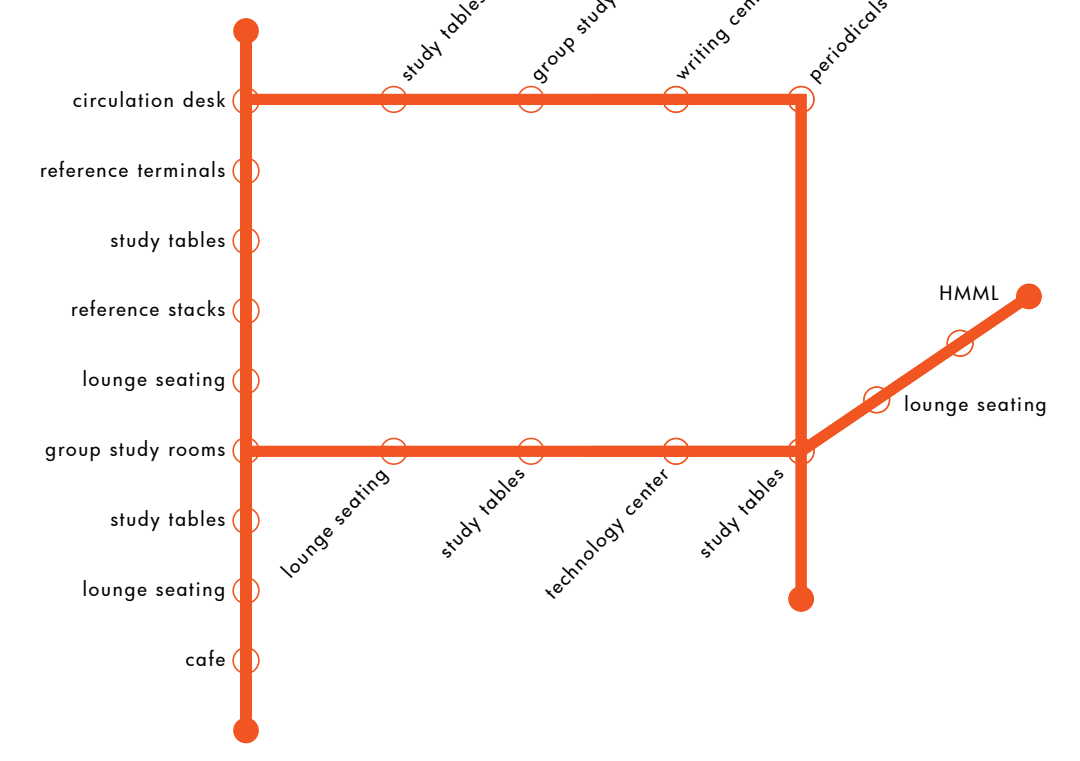 study tables
group study
writing
periodicals
circulation desk
reference terminals
study tables
reference stacks
HMML
lounge seating
lounge seating
group study rooms
lounge seating
study tables
technology center
study tables
study tables
lounge seating
cafe